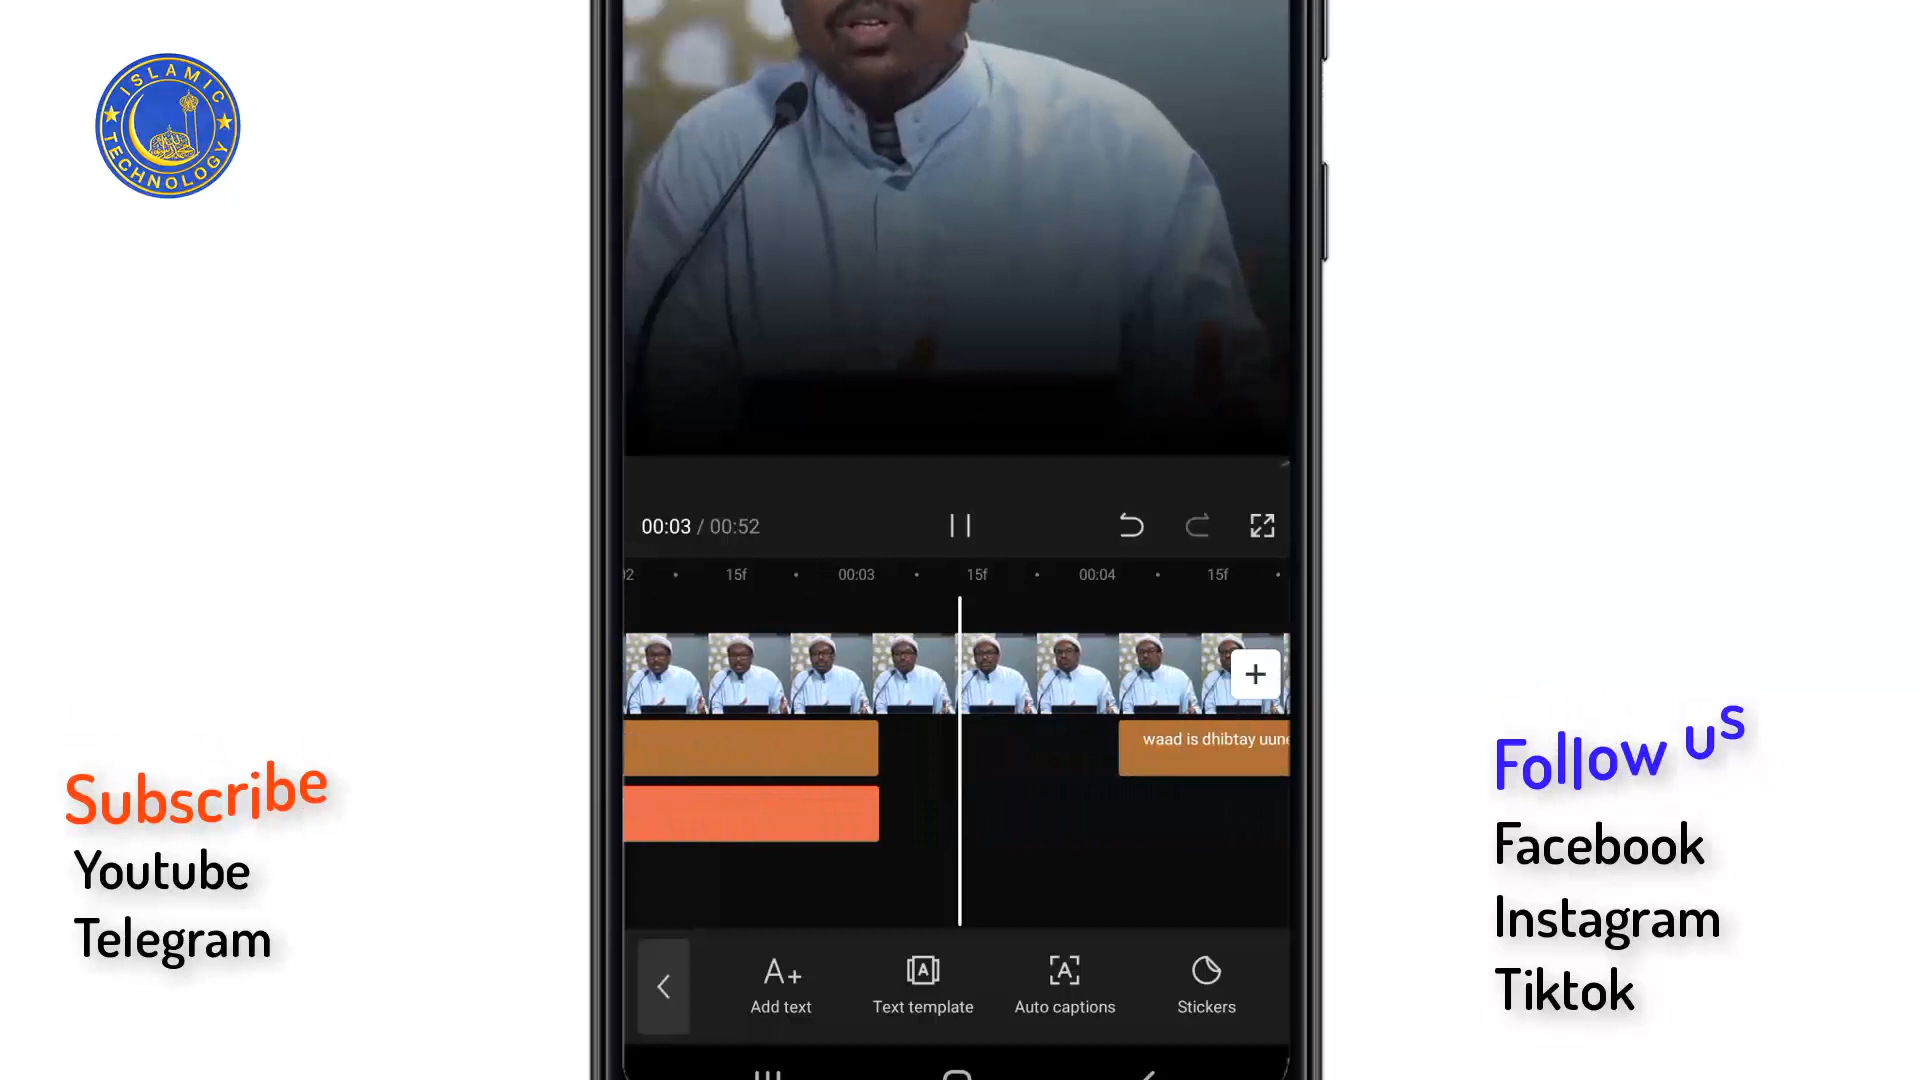 ISLAMIC
TECHNOLOGY
00:03 / 00:52
15f
00:03
15f
00:04
15f
waad is dhibtay
Subscribe
Youtube
Telegram
Follow us
Facebook
Instagram
Tiktok
A+
Add text
Text template
Auto captions
Stickers